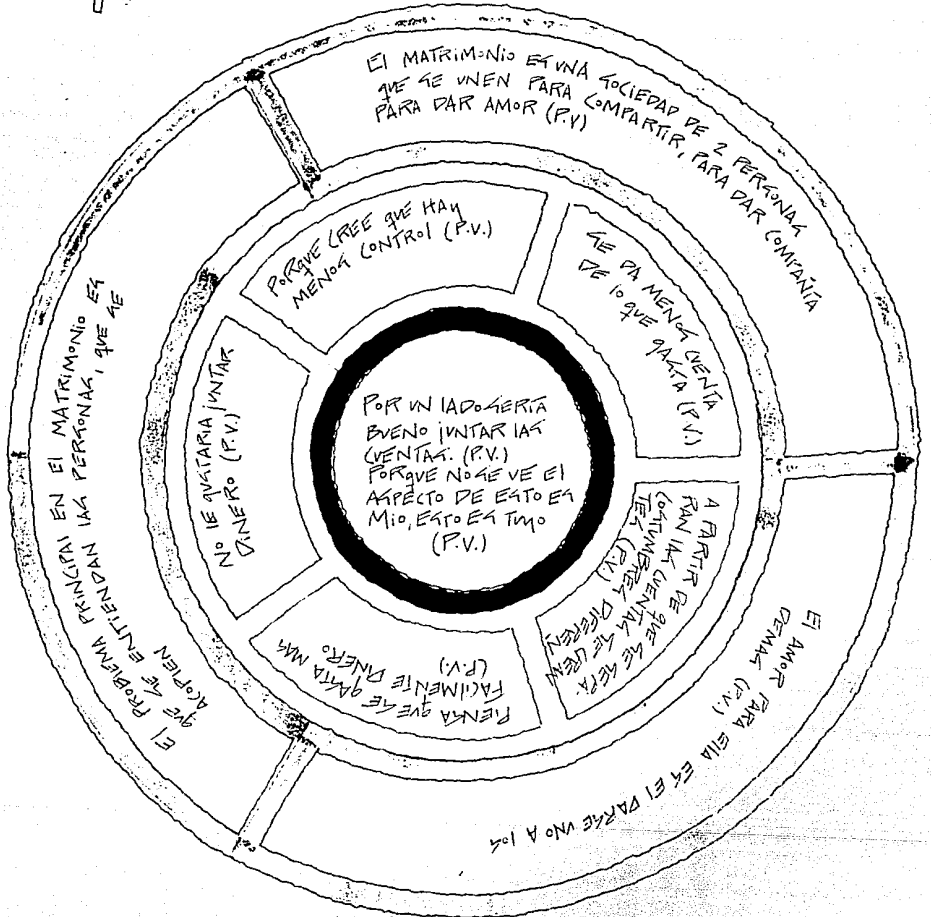 El MATRIMONIO ES UNA SOCIEDAD DE 2 PERSONAS
QUE SE UNEN PARA COMPARTIR, PARA DAR COMPAÑIA
PARA DAR AMOR (P.V)
PORQUE CREE QUE HAY
MENOS CONTROl (P.V.)
SE DA MENOS CUENTA
DE lO QUE GASTA (P.V.)
POR UN lADO SERIA
BUENO JUNTAR lAS
CUENTAS. (P.V.)
PORQUE NO SE VE El
ASPECTO DE ESTO ES
MIO, ESTO ES TUYO
(P.V.)
NO lE GUSTARIA JUNTAR
DINERO (P.V.)
A PARTIR DE QUE SE SEPA
RAN lAS CUENTAS SE CREEN
COSTUMBRES DIFEREN
TES (P.V.)
PIENSA QUE SE GASTA MAS
FACIlMENTE DINERO
(P.V.)
El PROBlEMA PRINCIPAl EN El MATRIMONIO ES
QUE SE ENTIENDAN lAS PERSONAS, QUE SE
ACOPlEN
El AMOR PARA EllA ES El DARSE UNO A lOS
DEMAS (P.V.)